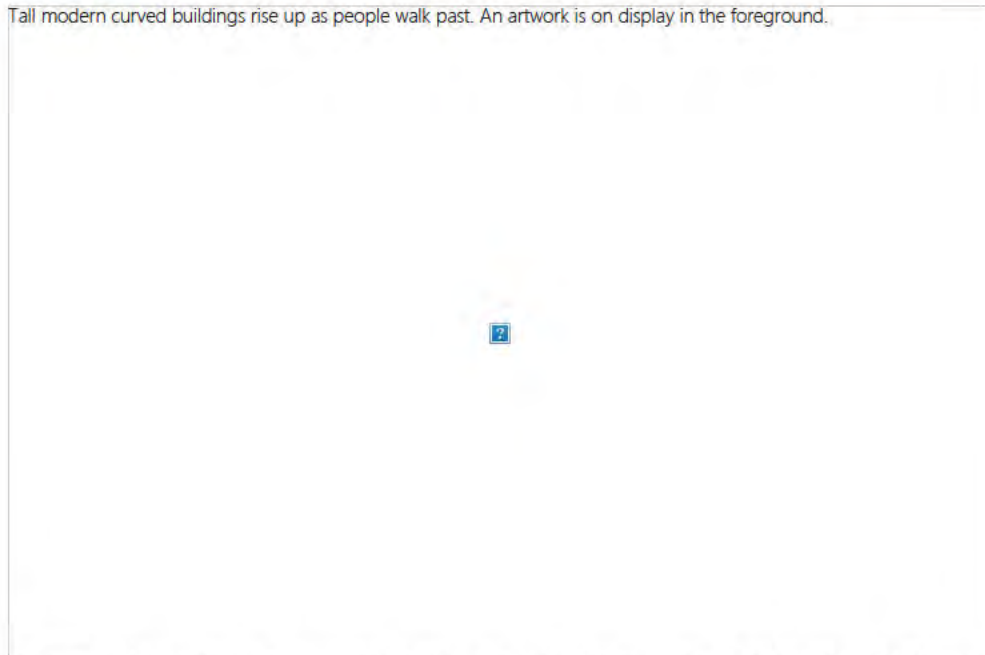 Tall modern curved buildings rise up as people walk past. An artwork is on display in the foreground.
?